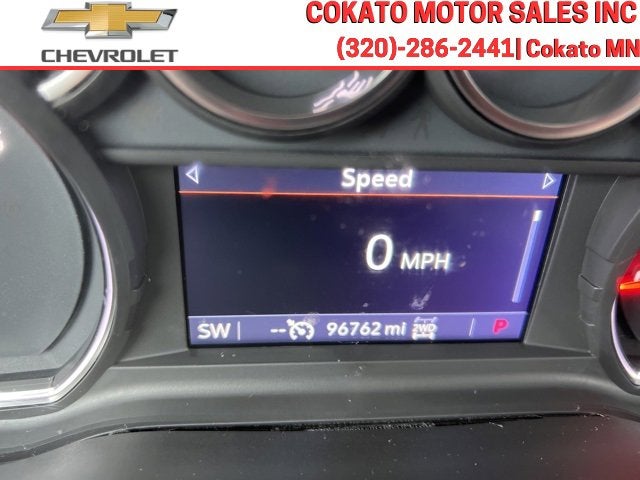 COKATO MOTOR SALES INC
CHEVROLET
(320)-286-2441| Cokato MN
Speed
0 MPH
SW -- 96762 mi 2WD P